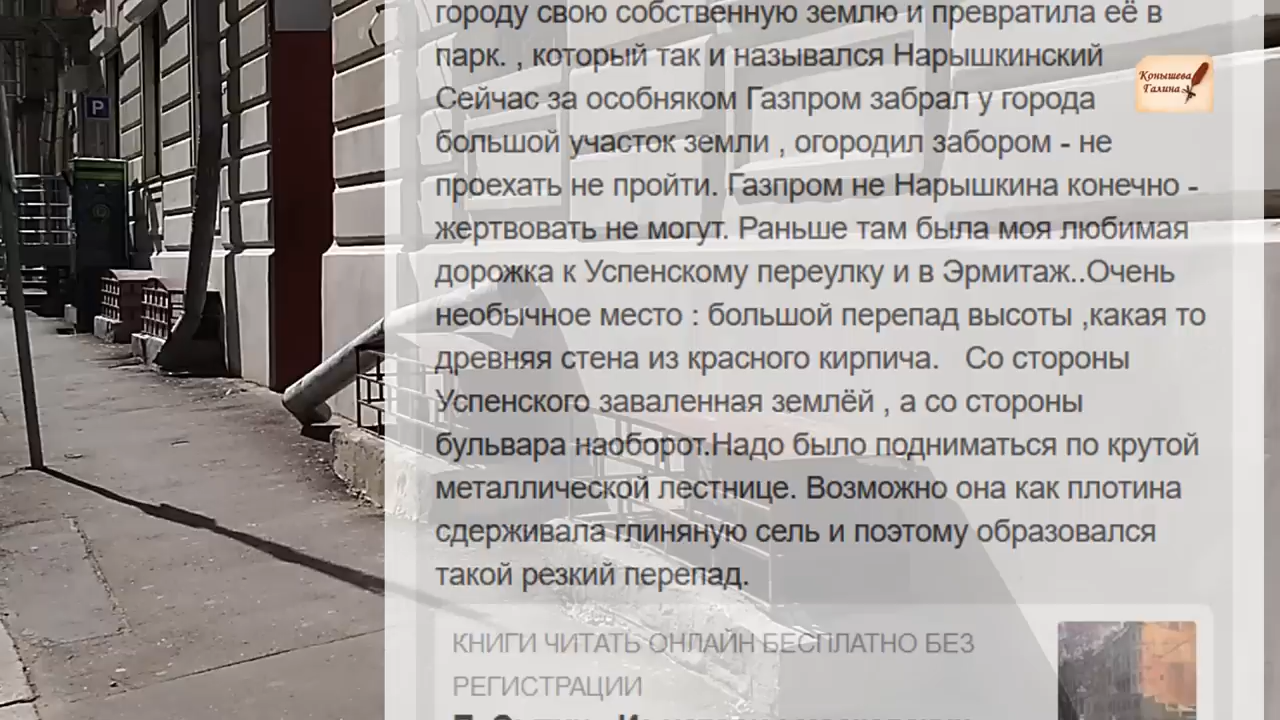 городу свою собственную землю и превратила её в
парк. , который так и назывался Нарышкинский
Сейчас за особняком Газпром забрал у города
большой участок земли , огородил забором - не
проехать не пройти. Газпром не Нарышкина конечно -
жертвовать не могут. Раньше там была моя любимая
дорожка к Успенскому переулку и в Эрмитаж..Очень
необычное место : большой перепад высоты ,какая то
древняя стена из красного кирпича. Со стороны
Успенского заваленная землёй , а со стороны
бульвара наоборот.Надо было подниматься по крутой
металлической лестнице. Возможно она как плотина
сдерживала глиняную сель и поэтому образовался
такой резкий перепад.
КНИГИ ЧИТАТЬ ОНЛАЙН БЕСПЛАТНО БЕЗ
РЕГИСТРАЦИИ
Конышева
Галина
P